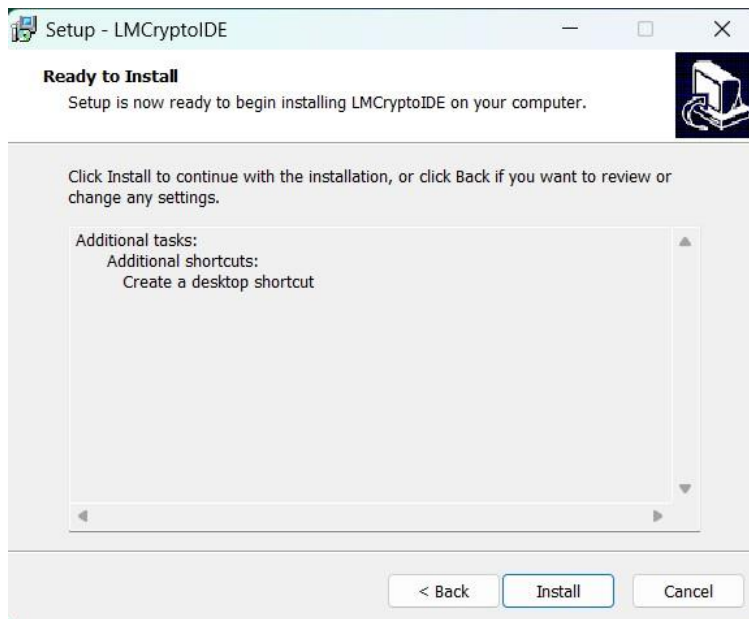 Setup - LMCryptoIDE
Ready to Install
Setup is now ready to begin installing LMCryptoIDE on your computer.
Click Install to continue with the installation, or click Back if you want to review or
change any settings.
Additional tasks:
Additional shortcuts:
Create a desktop shortcut
< Back
Install
Cancel